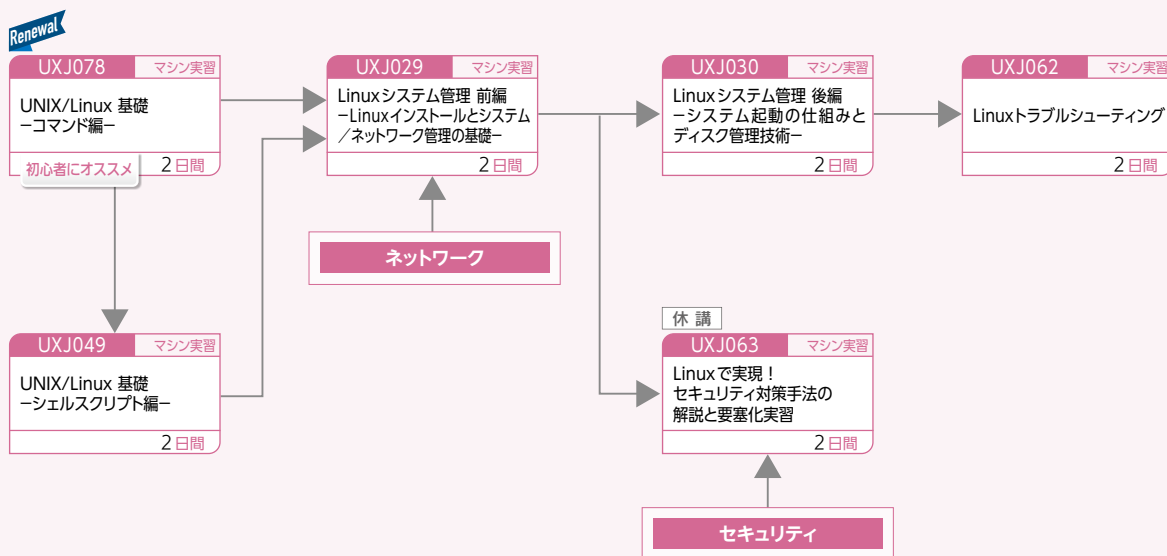 Renewal
UXJ078
マシン実習
UNIX/Linux 基礎
−コマンド編−
初心者にオススメ
2日間
UXJ029
マシン実習
Linuxシステム管理 前編
−Linuxインストールとシステム
／ネットワーク管理の基礎−
2日間
UXJ030
マシン実習
Linuxシステム管理 後編
−システム起動の仕組みと
ディスク管理技術−
2日間
UXJ062
マシン実習
Linuxトラブルシューティング
2日間
ネットワーク
UXJ049
マシン実習
UNIX/Linux 基礎
−シェルスクリプト編−
2日間
休 講
UXJ063
マシン実習
Linuxで実現！
セキュリティ対策手法の
解説と要塞化実習
2日間
セキュリティ